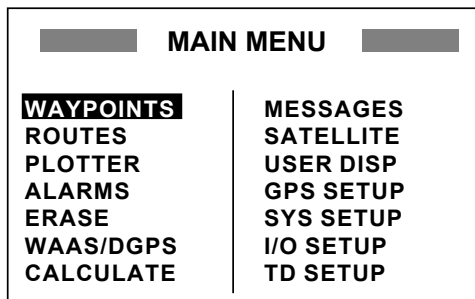 MAIN MENU
WAYPOINTS
ROUTES
PLOTTER
ALARMS
ERASE
WAAS/DGPS
CALCULATE
MESSAGES
SATELLITE
USER DISP
GPS SETUP
SYS SETUP
I/O SETUP
TD SETUP